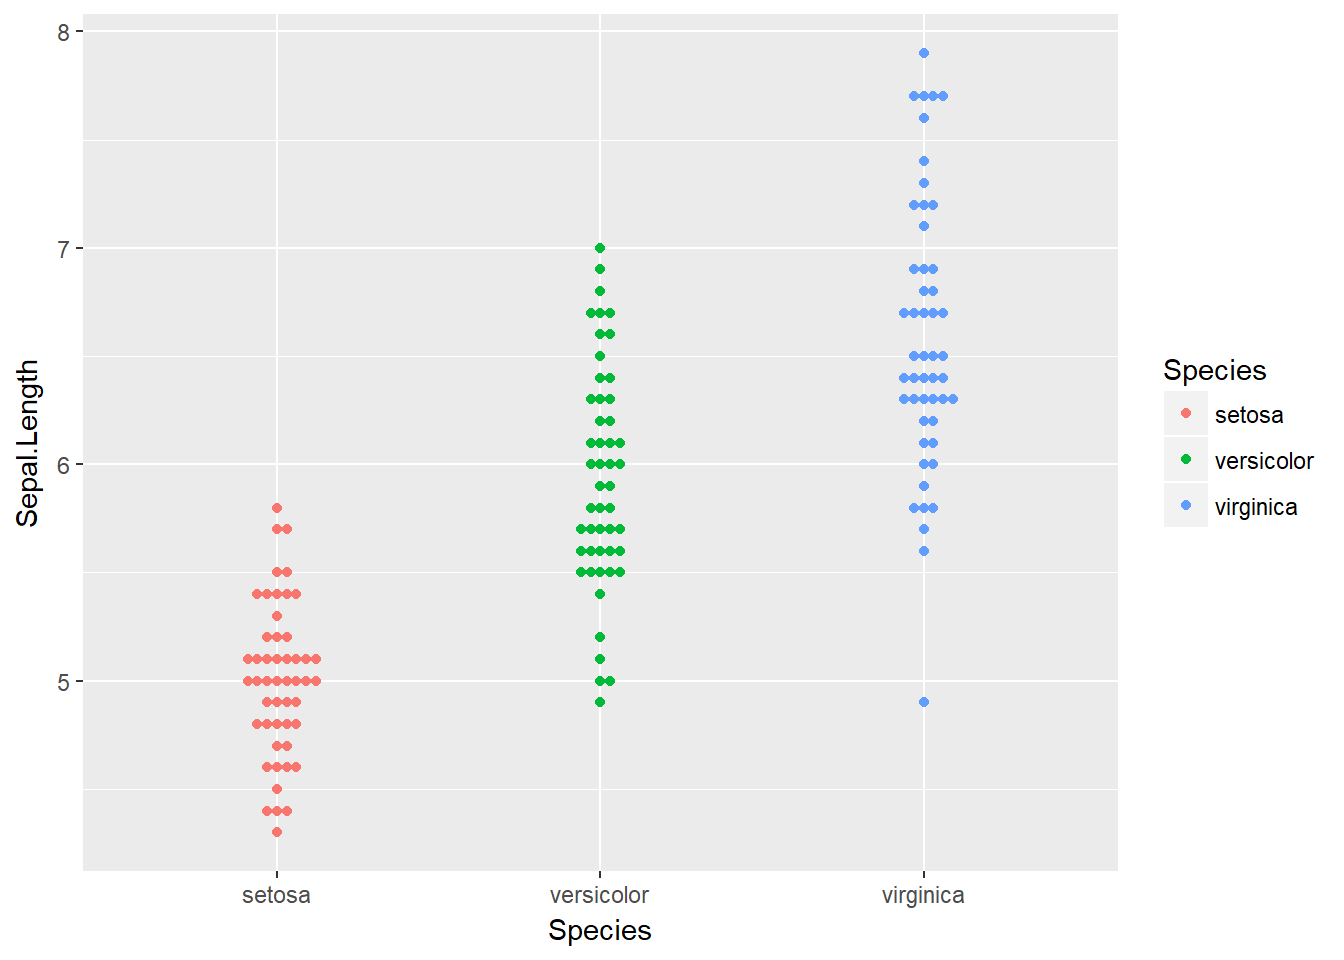 8
7
6
5
Sepal.Length
setosa
versicolor
virginica
Species
Species
setosa
versicolor
virginica